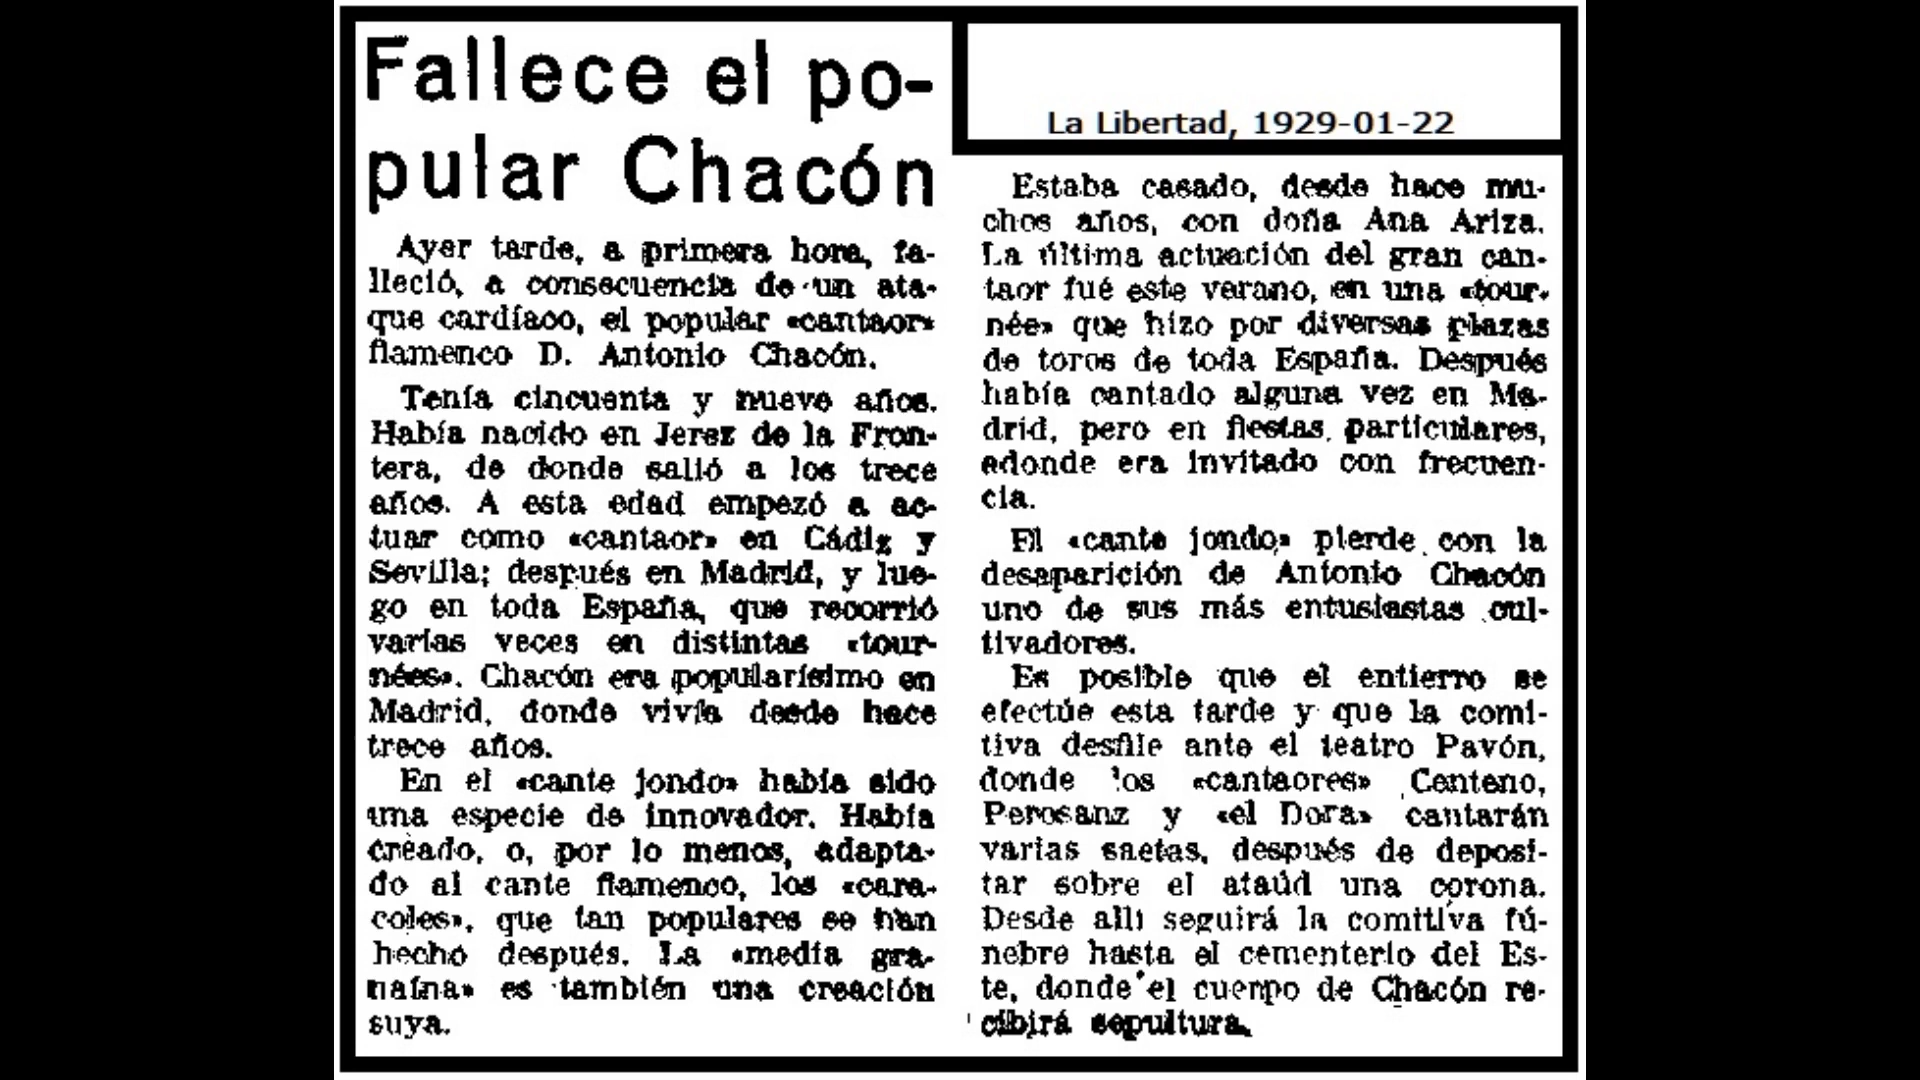 Fallece el po-
pular Chacón
Ayer tarde, a primera hora, fa-
lleció, a consecuencia de un ata-
que cardíaco, el popular «cantaor»
flamenco D. Antonio Chacón.
Tenía cincuenta y nueve años.
Había nacido en Jerez de la Fron-
tera, de donde salió a los trece
años. A esta edad empezó a ac-
tuar como «cantaor» en Cádiz y
Sevilla; después en Madrid, y lue-
go en toda España, que recorrió
varias veces en distintas «tour-
nées». Chacón era popularísimo en
Madrid, donde vivía desde hace
trece años.
En el «cante jondo» había sido
una especie de innovador. Había
creado, o, por lo menos, adapta-
do al cante flamenco, los «cara-
coles», que tan populares se han
hecho después. La «media gra-
naína» es también una creación
suya.
La Libertad, 1929-01-22
Estaba casado, desde hace mu-
chos años, con doña Ana Ariza.
La última actuación del gran can-
taor fué este verano, en una «tour-
née» que hizo por diversas plazas
de toros de toda España. Después
había cantado alguna vez en Ma-
drid, pero en fiestas particulares,
adonde era invitado con frecuen-
cia.
El «cante jondo» pierde con la
desaparición de Antonio Chacón
uno de sus más entusiastas cul-
tivadores.
Es posible que el entierro se
efectúe esta tarde y que la comi-
tiva desfile ante el teatro Pavón,
donde los «cantaores» Centeno,
Perosanz y «el Dora» cantarán
varias saetas, después de deposi-
tar sobre el ataúd una corona.
Desde allí seguirá la comitiva fú-
nebre hasta el cementerio del Es-
te, donde el cuerpo de Chacón re-
cibirá sepultura.